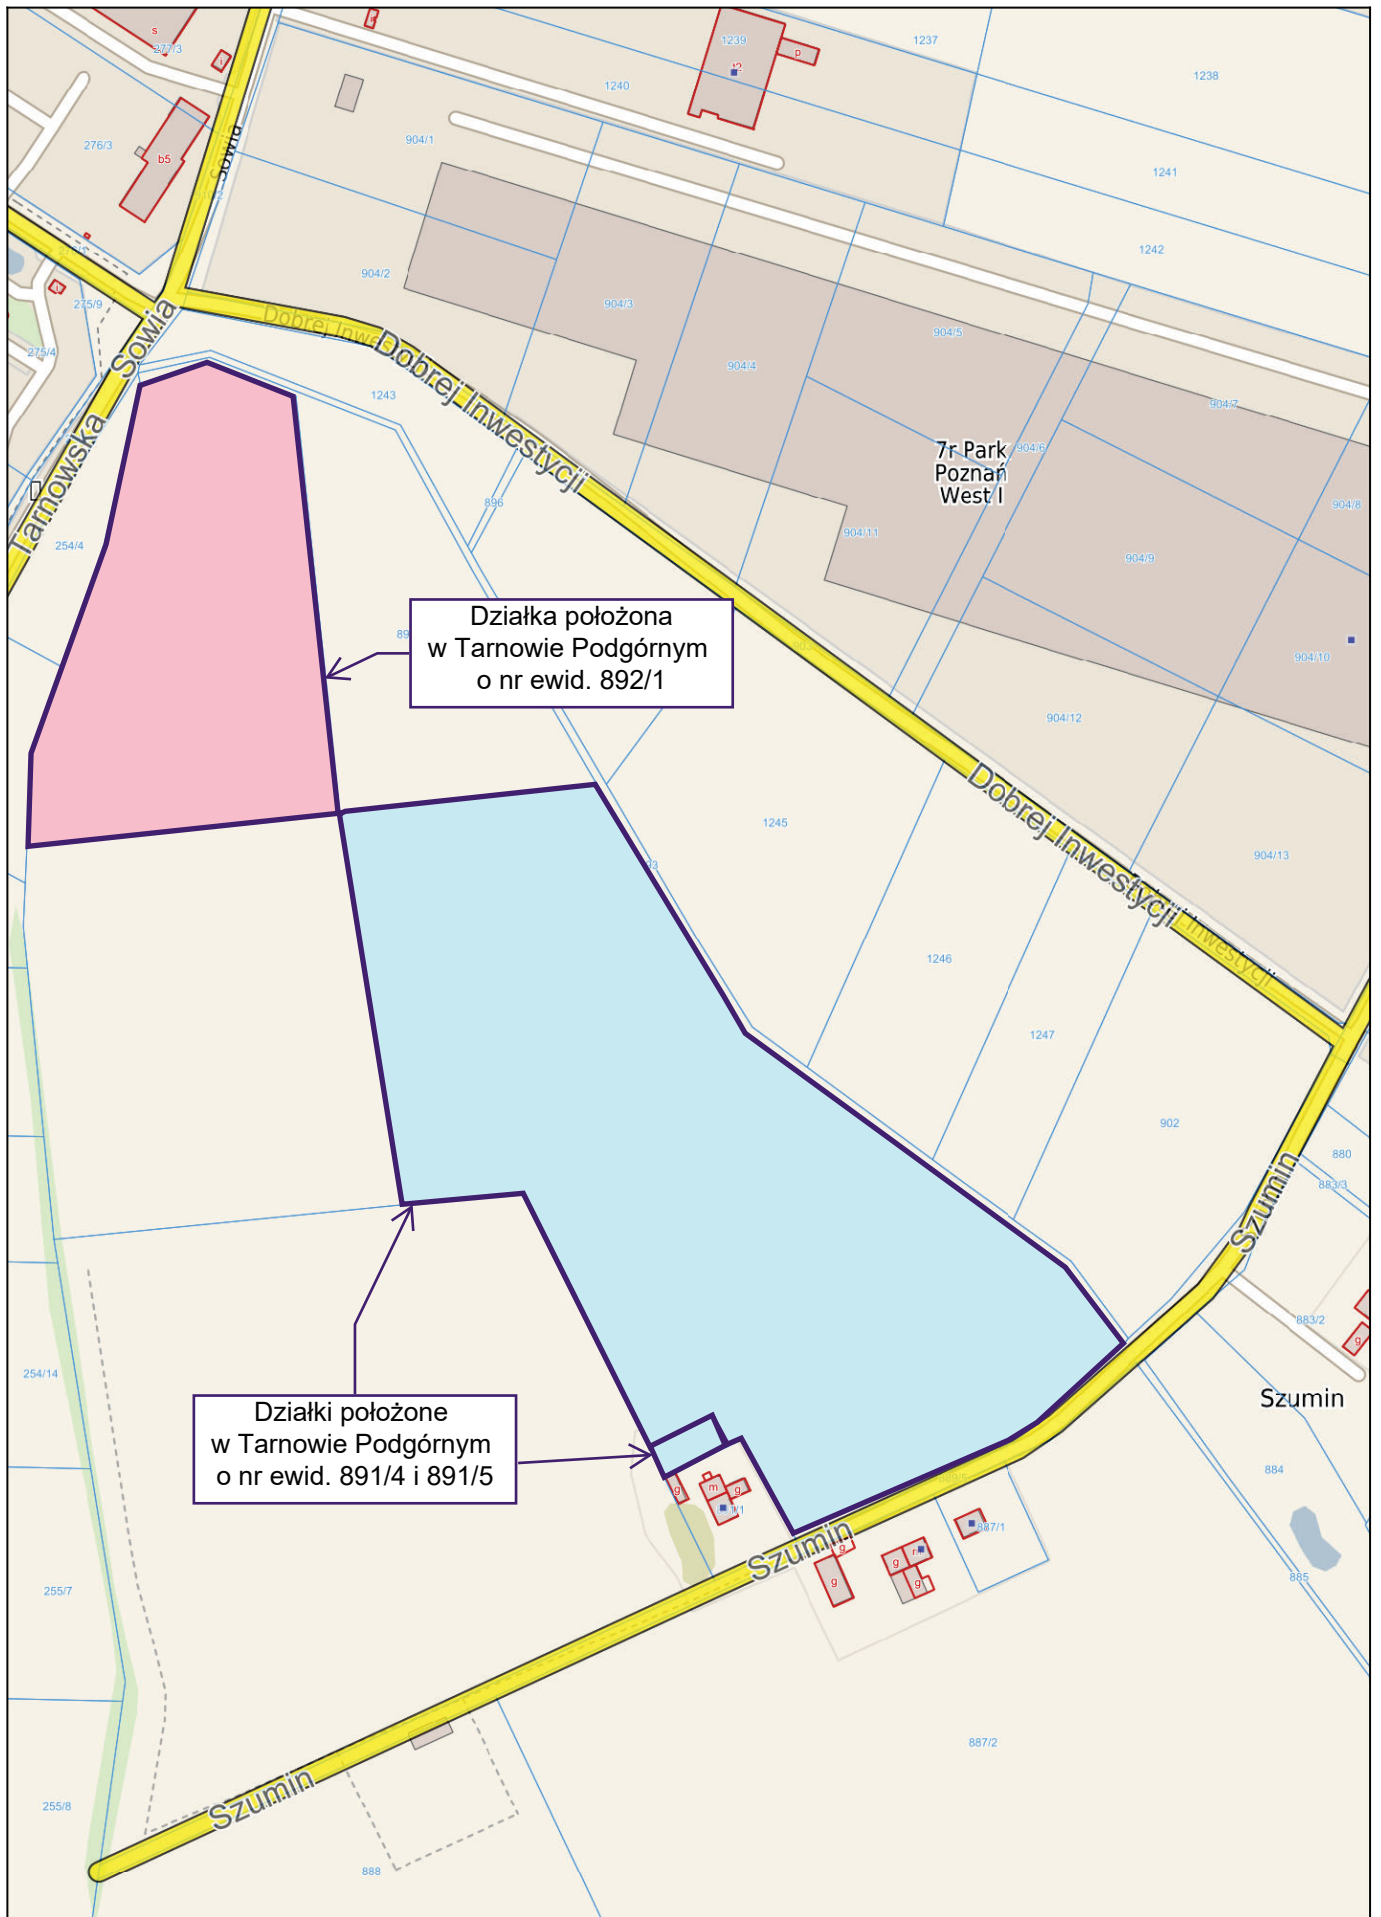 s
277/3
i
1239
p
1237
1238
1240
276/3
b5
Sowia
904/1
1241
1242
904/2
275/9
904/3
904/5
Dobrej Inwestycji
Sowia
275/4
904/4
1243
904/7
7r Park
Poznań
West I
904/6
Tarnowska
896
904/8
904/11
254/4
904/9
Działka położona
w Tarnowie Podgórnym
o nr ewid. 892/1
904/10
904/12
Dobrej Inwestycji
1245
904/13
Inwestycji
1246
1247
902
880
883/3
Szumin
883/2
g
254/14
Szumin
Działki położone
w Tarnowie Podgórnym
o nr ewid. 891/4 i 891/5
884
g
m
g
887/1
Szumin
g
g
g
g
885
255/7
887/2
Szumin
255/8
888